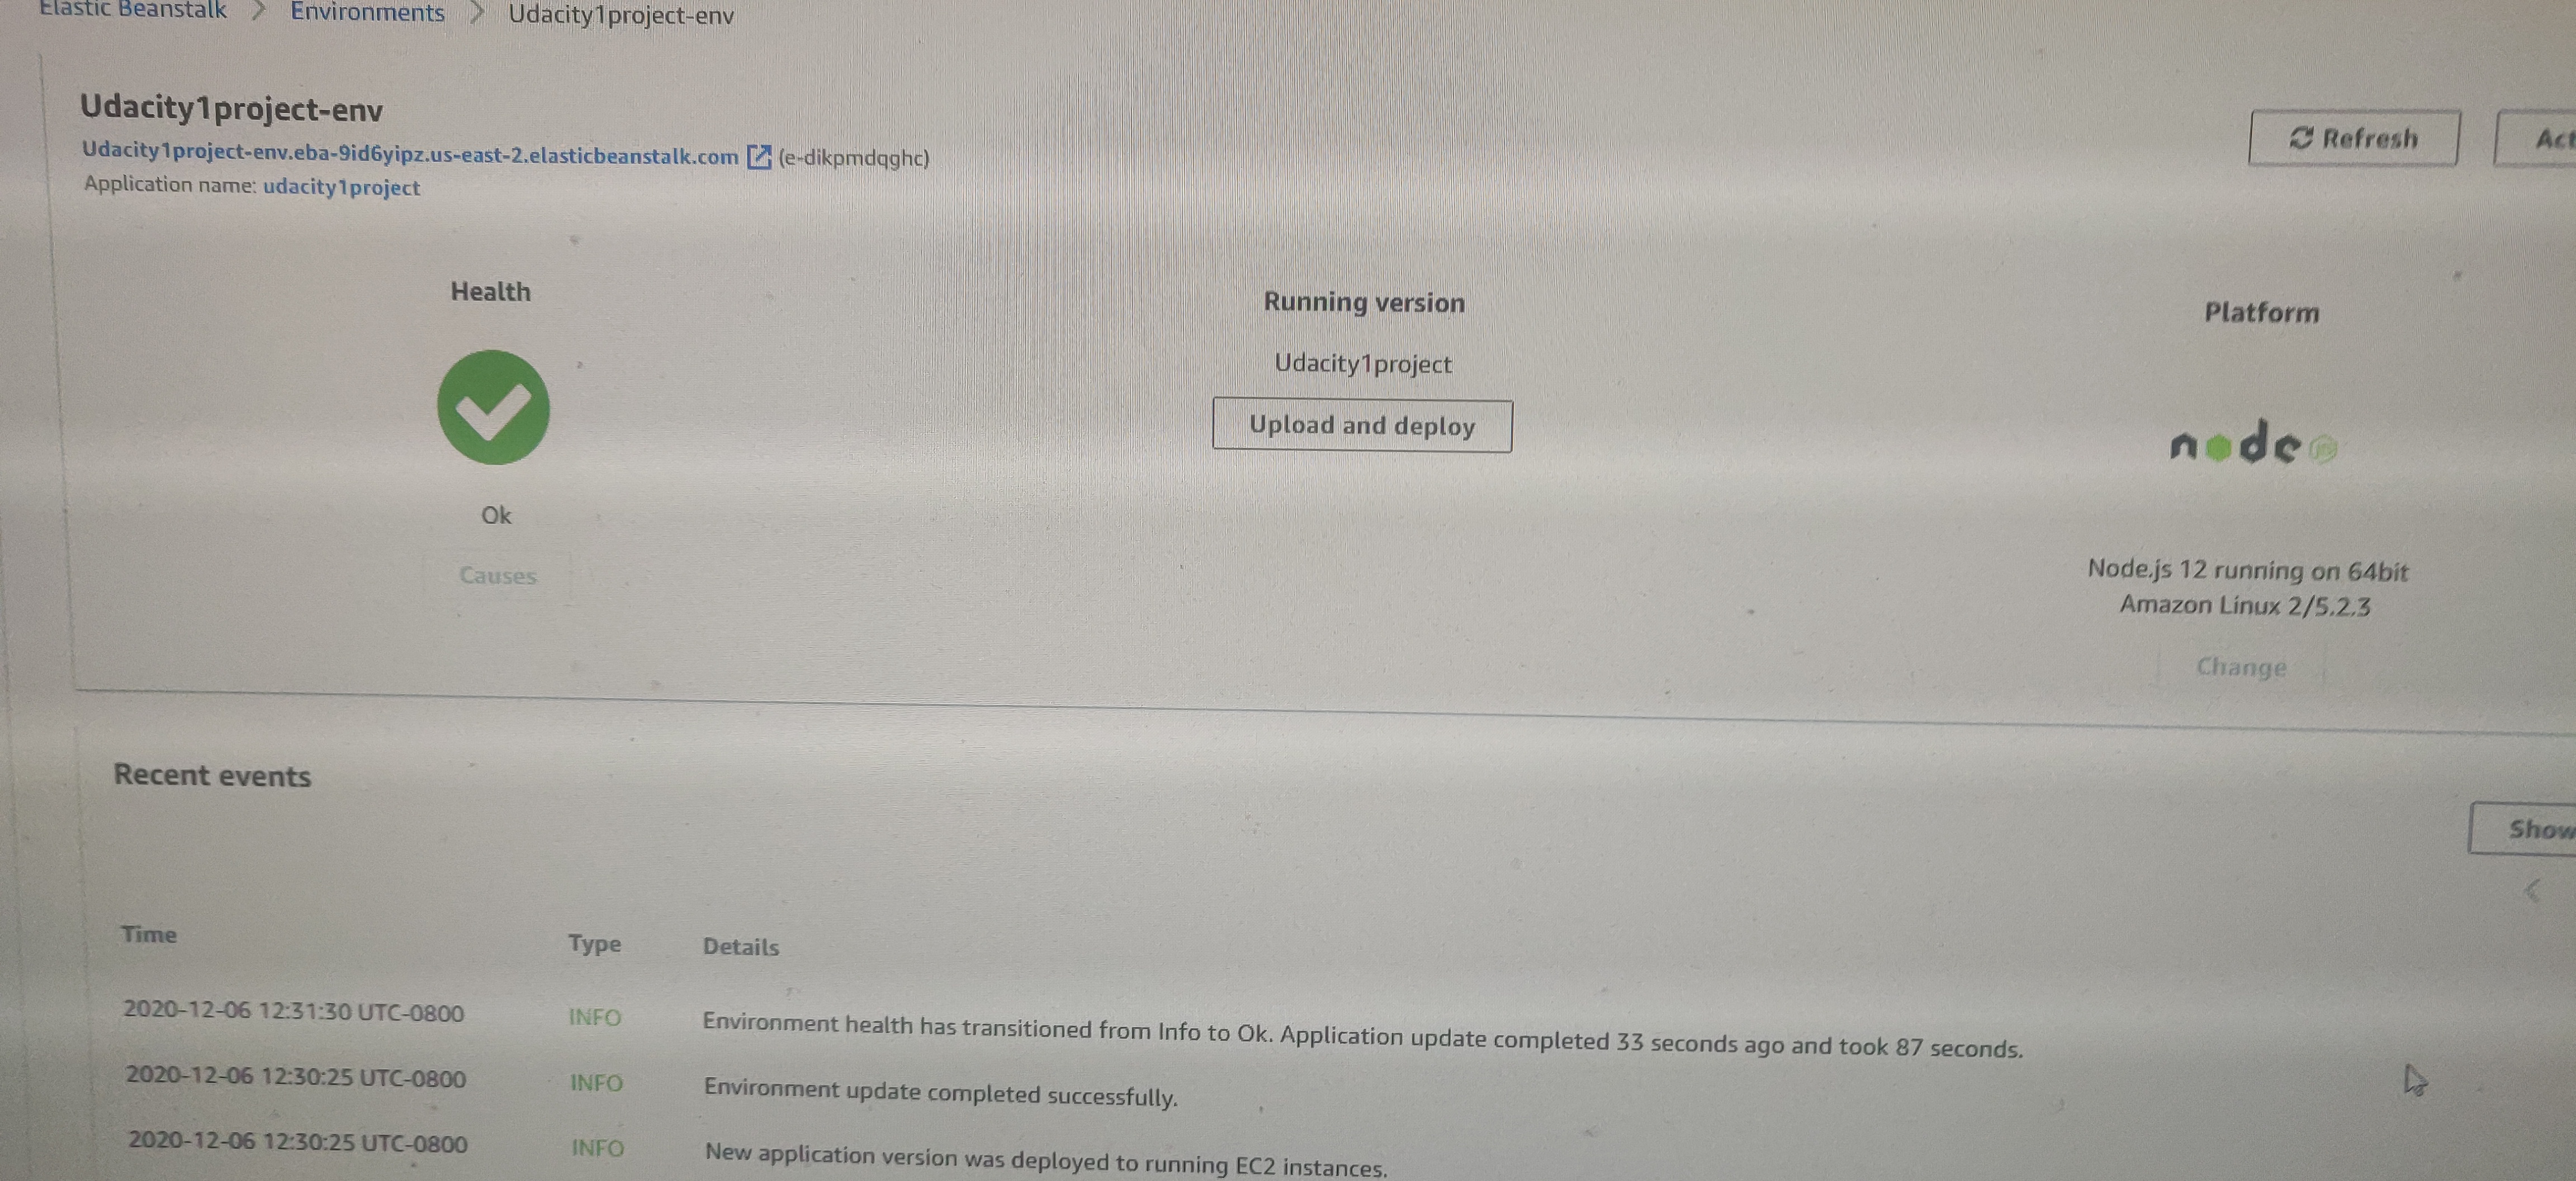 Elastic Beanstalk > Environments > Udacity1project-env
Udacity1project-env
Udacity1project-env.eba-9id6yipz.us-east-2.elasticbeanstalk.com (e-dikpmdqghc)
Application name: udacity1project
Refresh
Act
Health
Ok
Causes
Running version
Udacity1project
Upload and deploy
Platform
node
Node.js 12 running on 64bit
Amazon Linux 2/5.2.3
Change
Recent events
Show
Time Type Details
2020-12-06 12:31:30 UTC-0800 INFO Environment health has transitioned from Info to Ok. Application update completed 33 seconds ago and took 87 seconds.
2020-12-06 12:30:25 UTC-0800 INFO Environment update completed successfully.
2020-12-06 12:30:25 UTC-0800 INFO New application version was deployed to running EC2 instances.